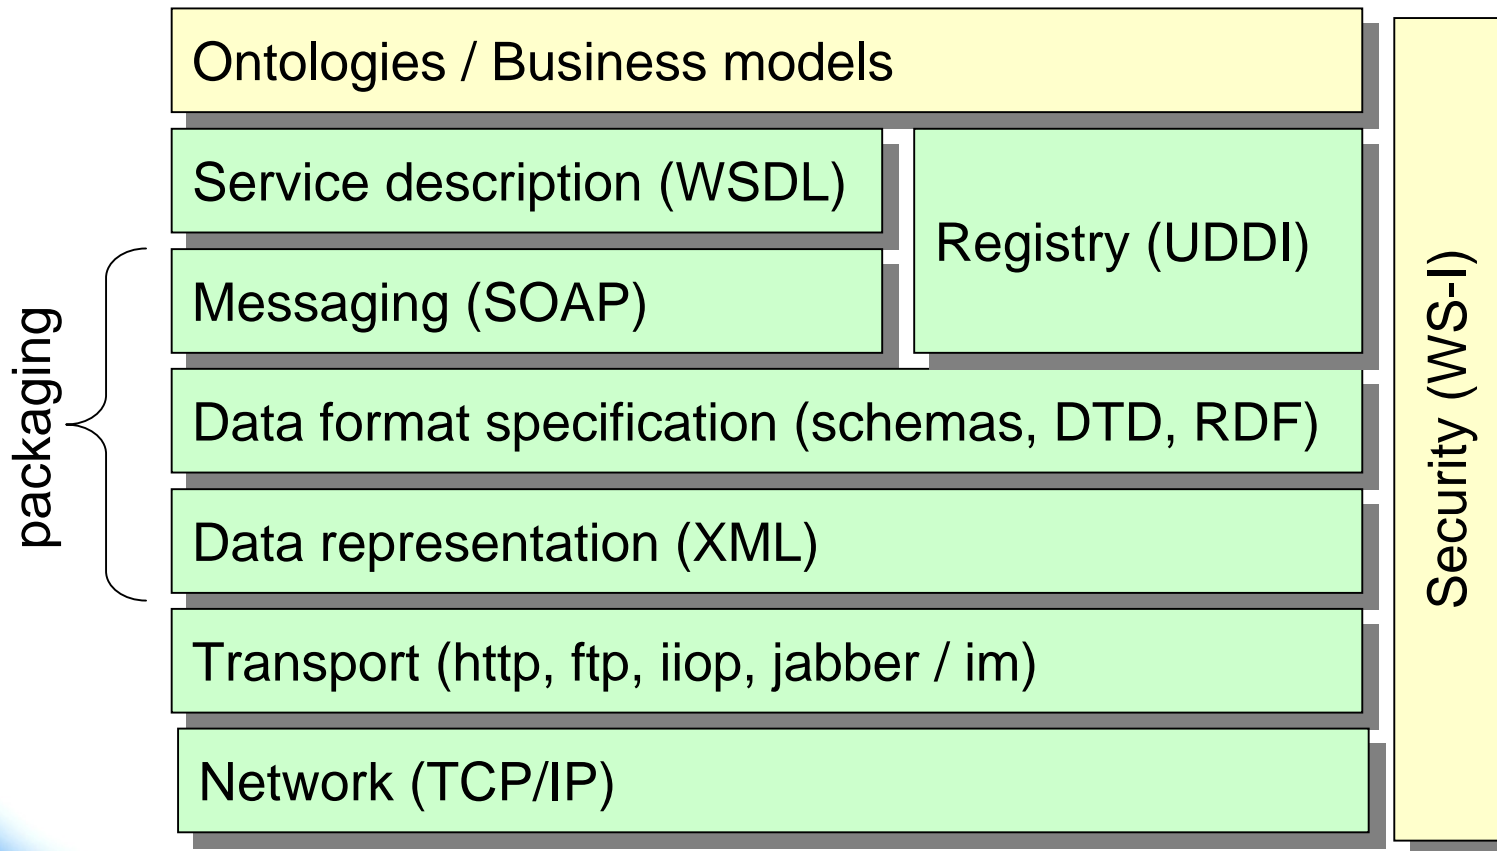 Ontologies / Business models
Service description (WSDL)
Registry (UDDI)
Messaging (SOAP)
Data format specification (schemas, DTD, RDF)
Data representation (XML)
Transport (http, ftp, iiop, jabber / im)
Network (TCP/IP)
packaging
Security (WS-I)